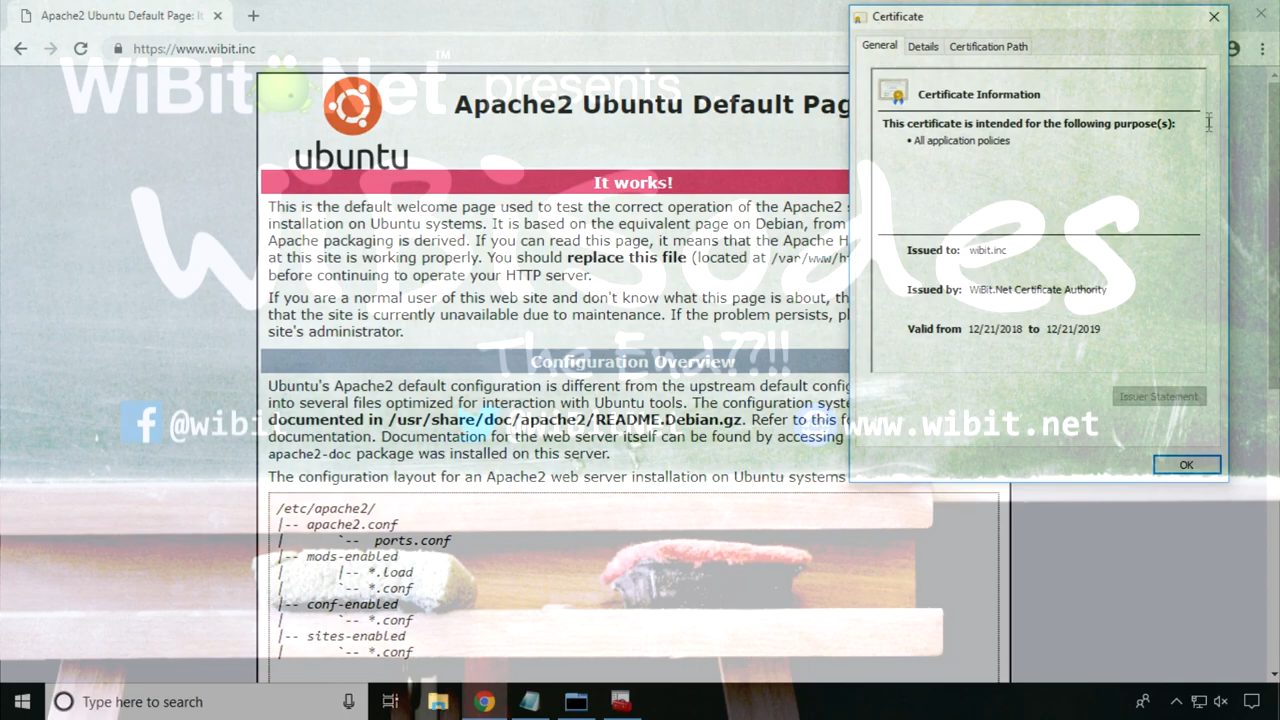 Apache2 Ubuntu Default Page: It
https://www.wibit.inc
WiBit.Net™ presents
Apache2 Ubuntu Default Pag
ubuntu
It works!
This is the default welcome page used to test the correct operation of the Apache2 s
installation on Ubuntu systems. It is based on the equivalent page on Debian, from
Apache packaging is derived. If you can read this page, it means that the Apache H
at this site is working properly. You should replace this file (located at /var/www/ht
before continuing to operate your HTTP server.
If you are a normal user of this web site and don't know what this page is about, th
that the site is currently unavailable due to maintenance. If the problem persists, pl
site's administrator.
WiBisodes
The End??!!
Configuration Overview
Ubuntu's Apache2 default configuration is different from the upstream default config
into several files optimized for interaction with Ubuntu tools. The configuration syste
documented in /usr/share/doc/apache2/README.Debian.gz. Refer to this fo
documentation. Documentation for the web server itself can be found by accessing
apache2-doc package was installed on this server.
@wibi
www.wibit.net
The configuration layout for an Apache2 web server installation on Ubuntu systems
/etc/apache2/
|-- apache2.conf
|       `--  ports.conf
|-- mods-enabled
|       |-- *.load
|       `-- *.conf
|-- conf-enabled
|       `-- *.conf
|-- sites-enabled
|       `-- *.conf
Certificate
General Details Certification Path
Certificate Information
This certificate is intended for the following purpose(s):
• All application policies
Issued to: wibit.inc
Issued by: WiBit.Net Certificate Authority
Valid from 12/21/2018 to 12/21/2019
Issuer Statement
OK
Type here to search